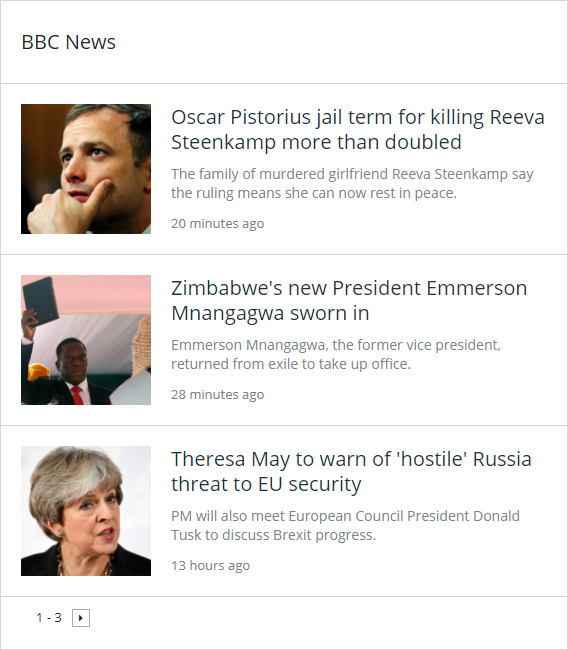 BBC News
Oscar Pistorius jail term for killing Reeva
Steenkamp more than doubled
The family of murdered girlfriend Reeva Steenkamp say
the ruling means she can now rest in peace.
20 minutes ago
Zimbabwe's new President Emmerson
Mnangagwa sworn in
Emmerson Mnangagwa, the former vice president,
returned from exile to take up office.
28 minutes ago
Theresa May to warn of 'hostile' Russia
threat to EU security
PM will also meet European Council President Donald
Tusk to discuss Brexit progress.
13 hours ago
1 - 3